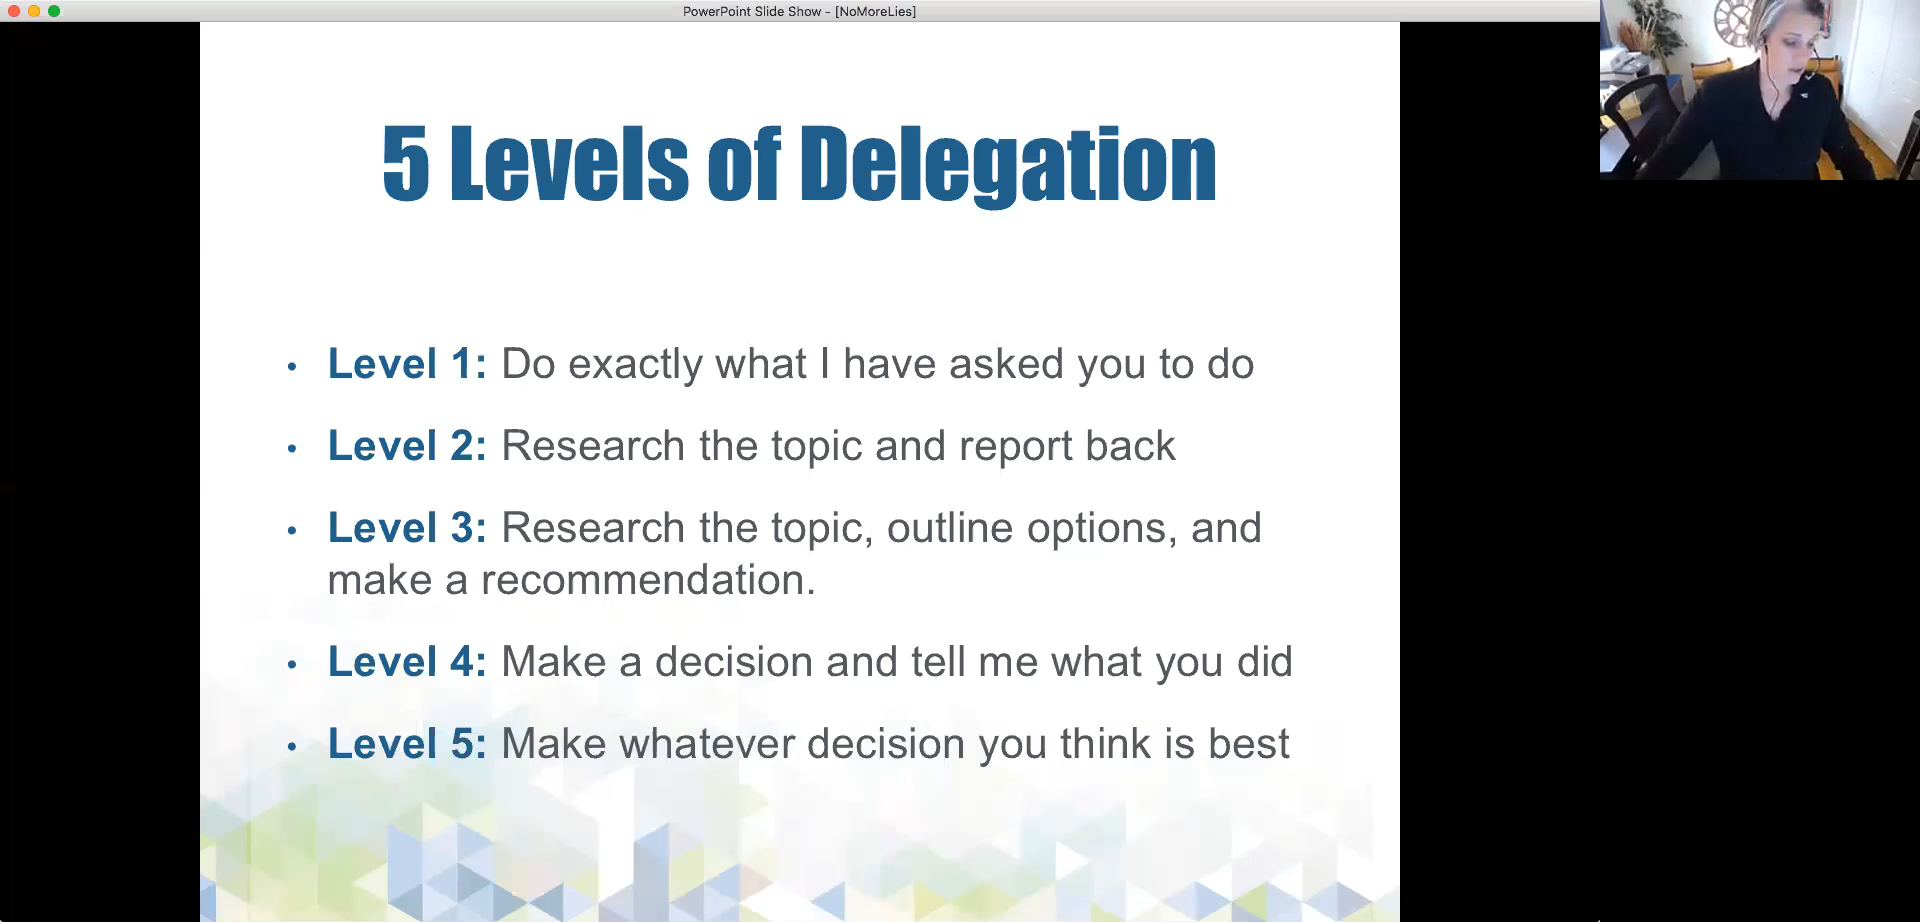 PowerPoint Slide Show - [NoMoreLies]
5 Levels of Delegation
• Level 1: Do exactly what I have asked you to do
• Level 2: Research the topic and report back
• Level 3: Research the topic, outline options, and
make a recommendation.
• Level 4: Make a decision and tell me what you did
• Level 5: Make whatever decision you think is best